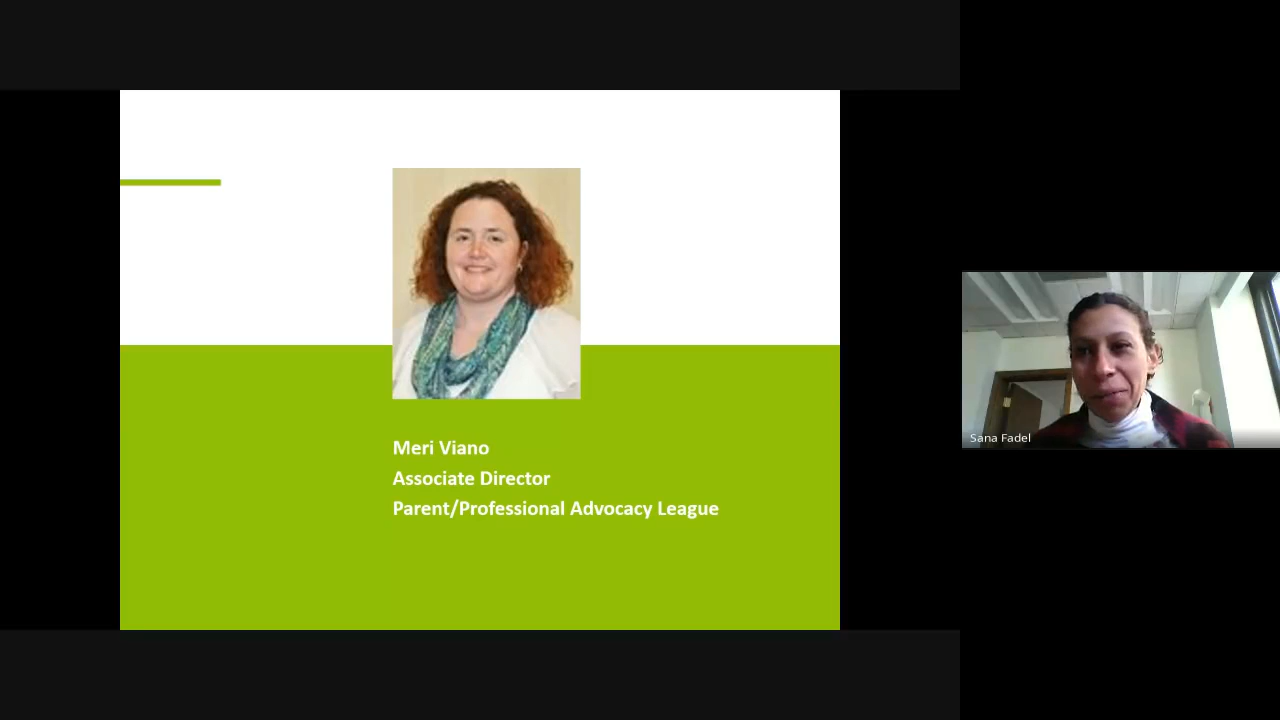 Meri Viano
Associate Director
Parent/Professional Advocacy League
Sana Fadel